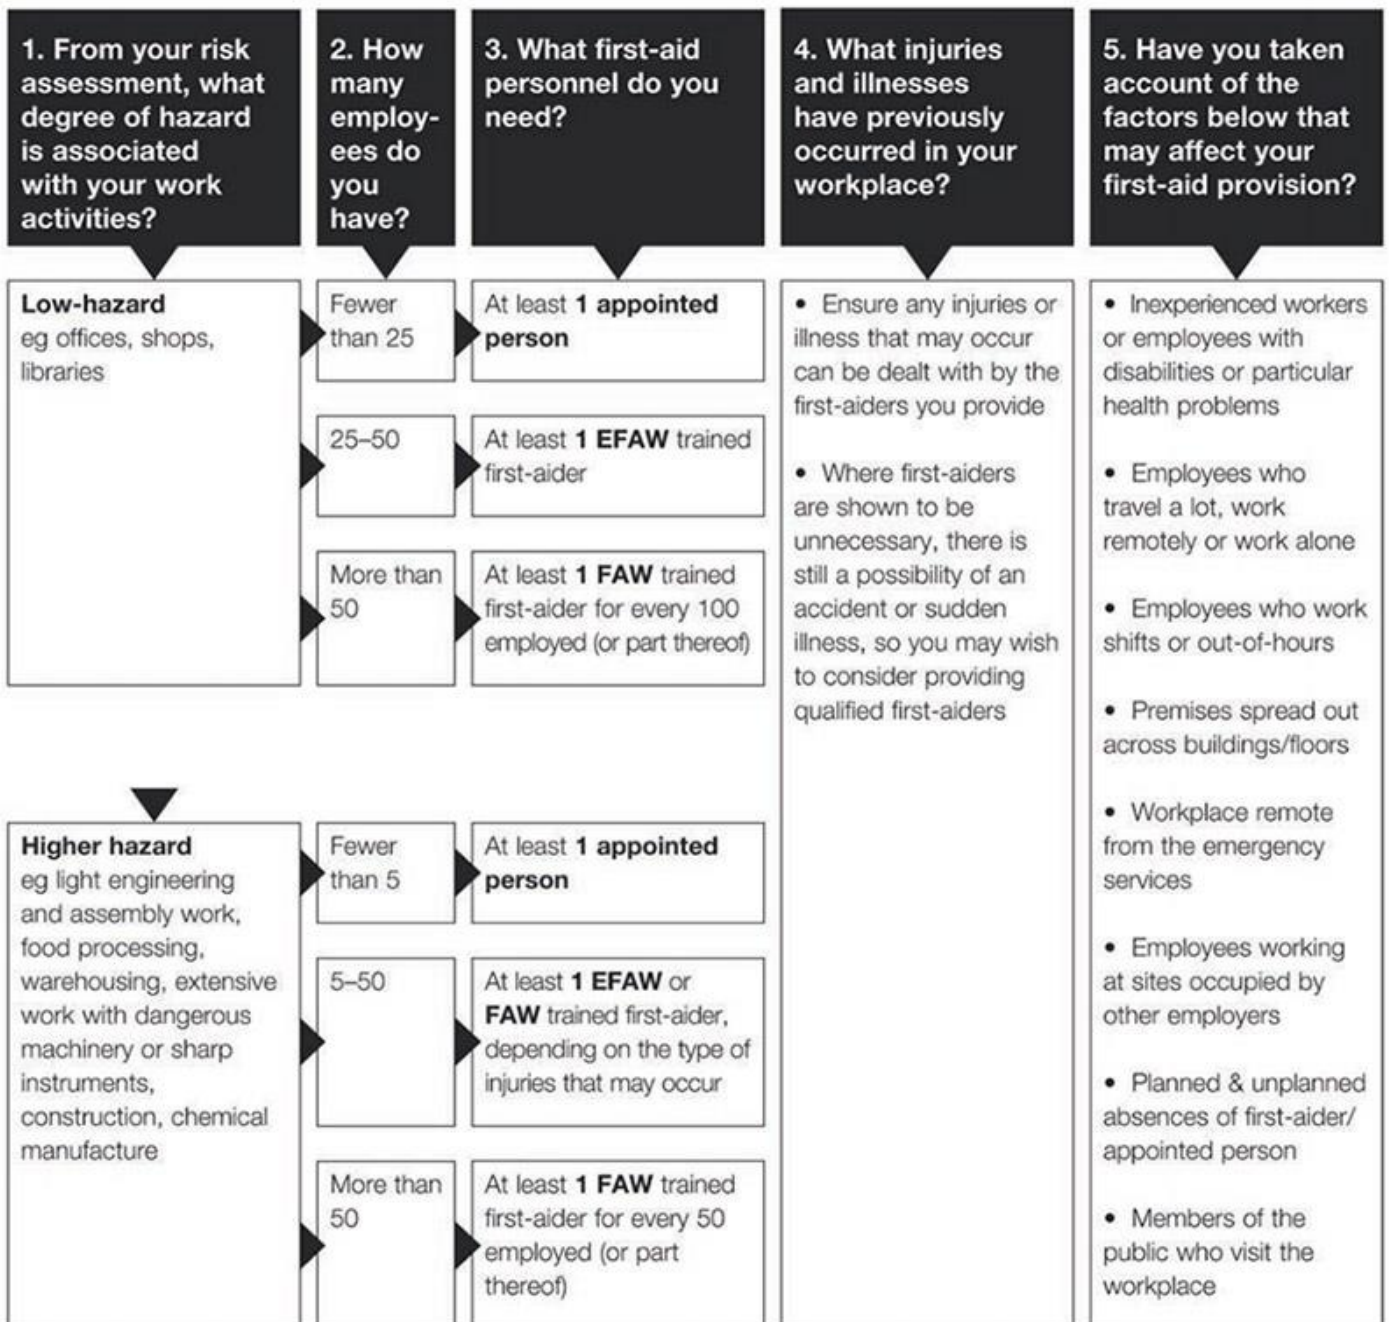 1. From your risk
assessment, what
degree of hazard
is associated
with your work
activities?
2. How
many
employ-
ees do
you
have?
3. What first-aid
personnel do you
need?
4. What injuries
and illnesses
have previously
occurred in your
workplace?
5. Have you taken
account of the
factors below that
may affect your
first-aid provision?
Low-hazard
eg offices, shops,
libraries
Fewer
than 25
At least 1 appointed
person
25–50
At least 1 EFAW trained
first-aider
More than
50
At least 1 FAW trained
first-aider for every 100
employed (or part thereof)
Higher hazard
eg light engineering
and assembly work,
food processing,
warehousing, extensive
work with dangerous
machinery or sharp
instruments,
construction, chemical
manufacture
Fewer
than 5
At least 1 appointed
person
5–50
At least 1 EFAW or
FAW trained first-aider,
depending on the type of
injuries that may occur
More than
50
At least 1 FAW trained
first-aider for every 50
employed (or part
thereof)
• Ensure any injuries or
illness that may occur
can be dealt with by the
first-aiders you provide
• Where first-aiders
are shown to be
unnecessary, there is
still a possibility of an
accident or sudden
illness, so you may wish
to consider providing
qualified first-aiders
• Inexperienced workers
or employees with
disabilities or particular
health problems
• Employees who
travel a lot, work
remotely or work alone
• Employees who work
shifts or out-of-hours
• Premises spread out
across buildings/floors
• Workplace remote
from the emergency
services
• Employees working
at sites occupied by
other employers
• Planned & unplanned
absences of first-aider/
appointed person
• Members of the
public who visit the
workplace